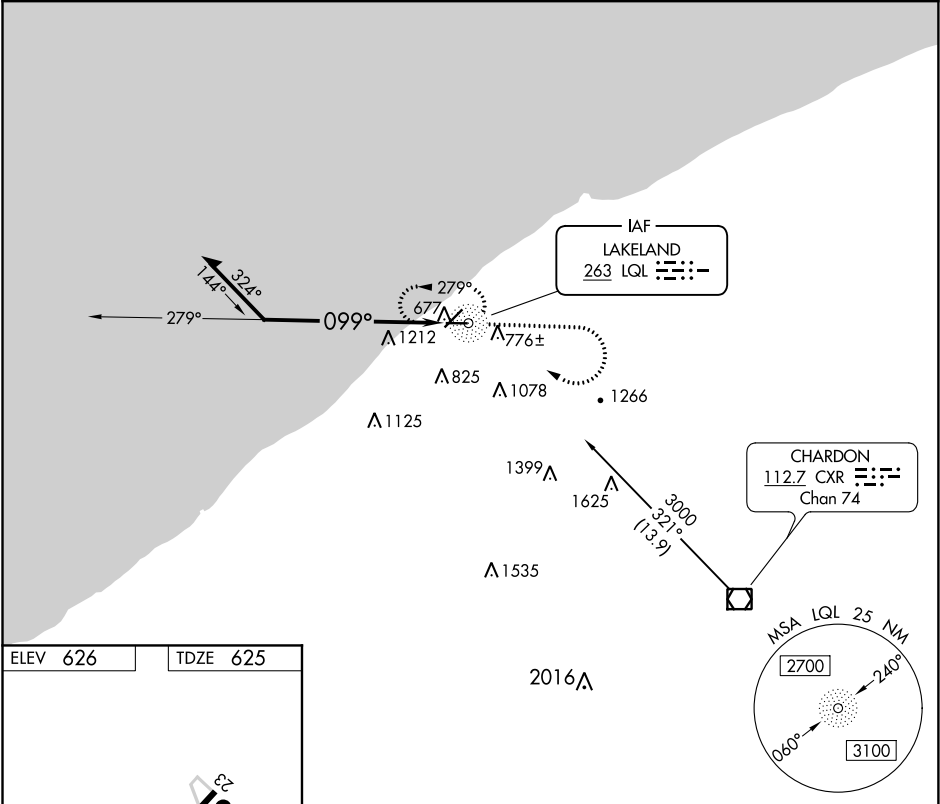 IAF
LAKELAND
263 LQL
324°
144°
279°
279°
099°
677
1212
776±
825
1078
1266
1125
CHARDON
112.7 CXR
Chan 74
1399
1625
3000
321°
(13.9)
1535
2016
MSA LQL 25 NM
2700
240°
060°
3100
ELEV 626
TDZE 625
23